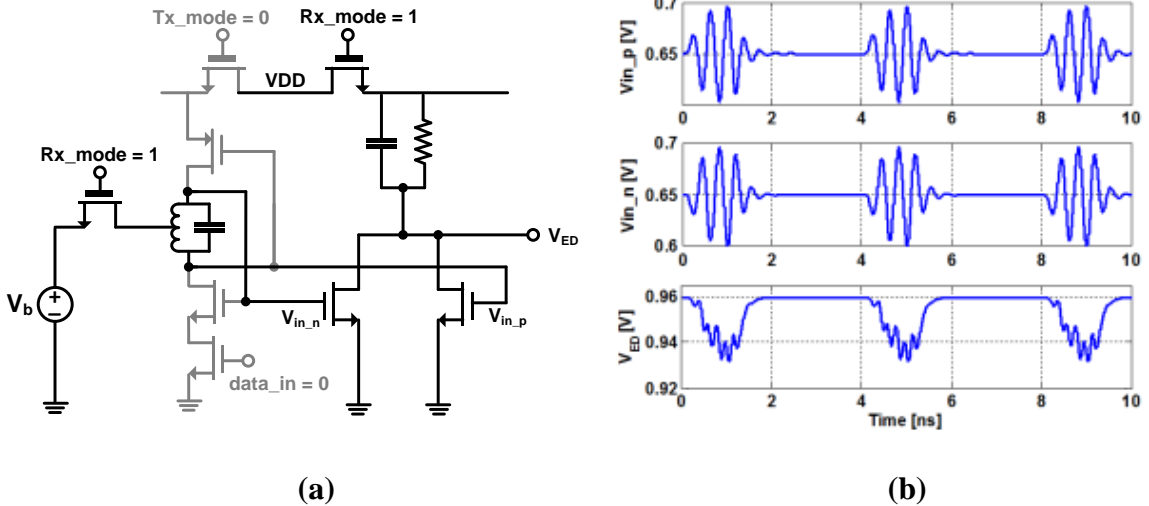 Tx_mode = 0
Rx_mode = 1
VDD
Rx_mode = 1
V_b
+
−
V_ED
V_in_n
V_in_p
data_in = 0
(a)
Vin_p [V]
0.7
0.65
0 2 4 6 8 10
Vin_n [V]
0.7
0.65
0.6
0 2 4 6 8 10
V_ED [V]
0.96
0.94
0.92
0 2 4 6 8 10
Time [ns]
(b)